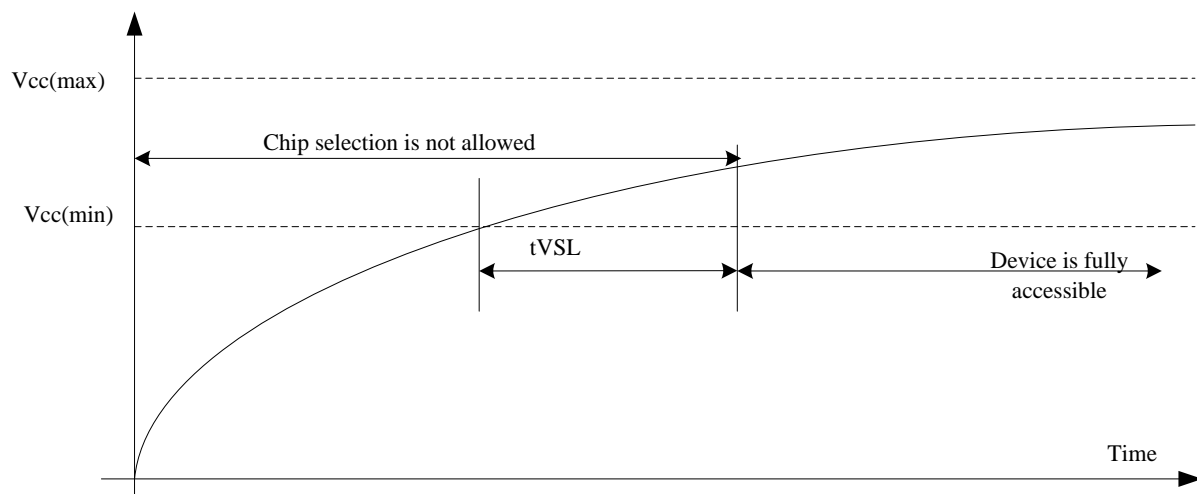 Vcc(max)
Chip selection is not allowed
Vcc(min)
tVSL
Device is fully
accessible
Time